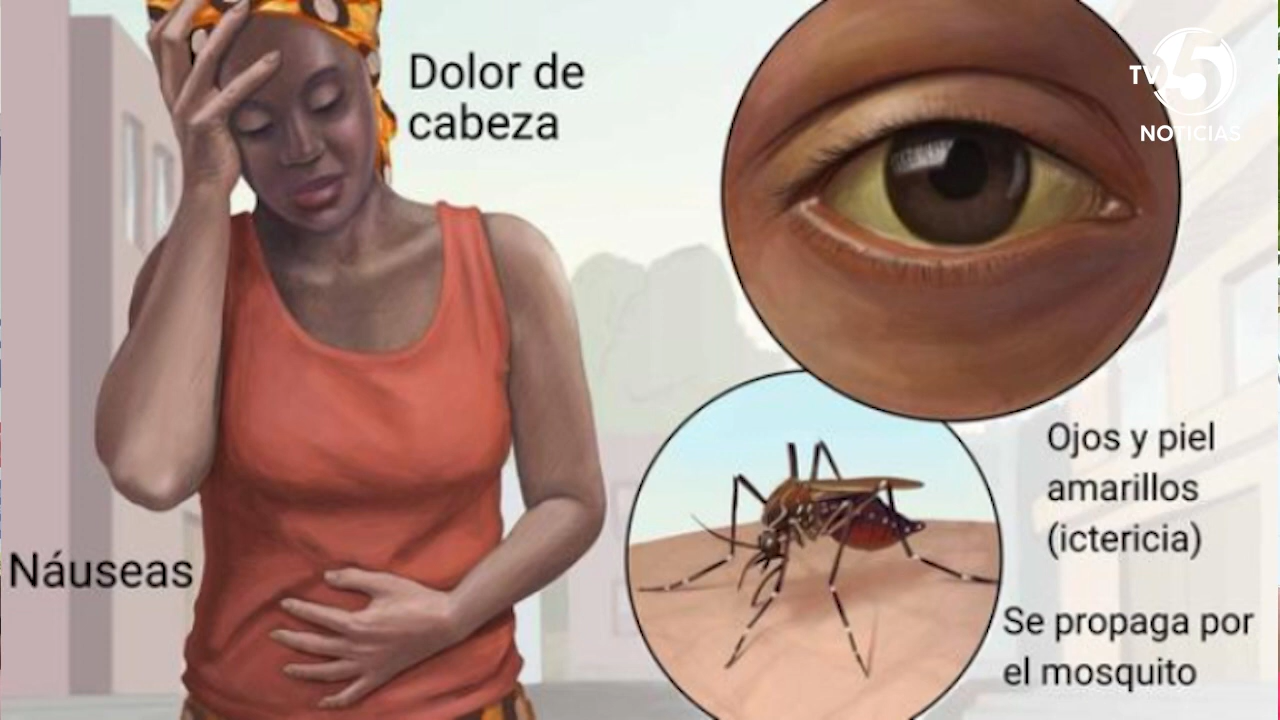 Dolor de
cabeza
TV5
NOTICIAS
Ojos y piel
amarillos
(ictericia)
Náuseas
Se propaga por
el mosquito